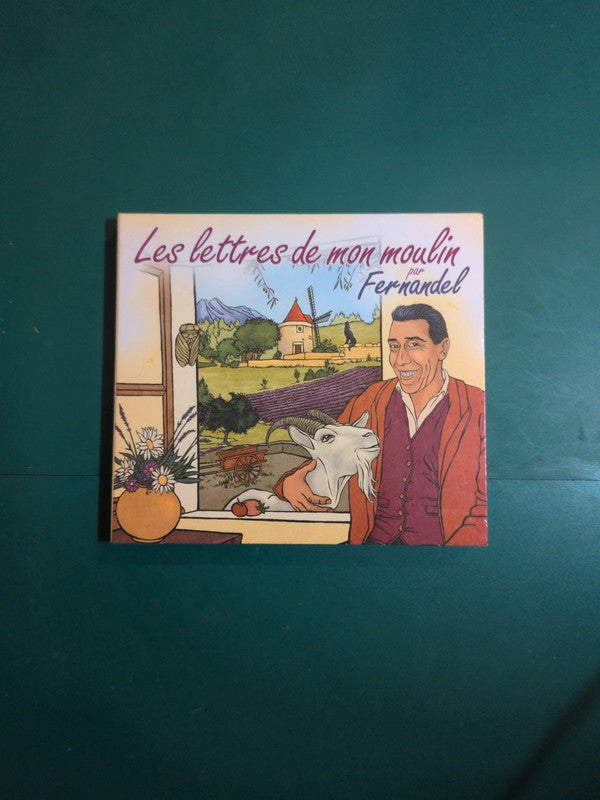 Les lettres de mon moulin
par
Fernandel